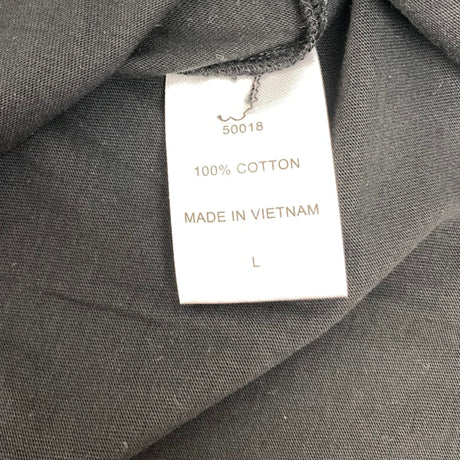 50018
100% COTTON
MADE IN VIETNAM
L